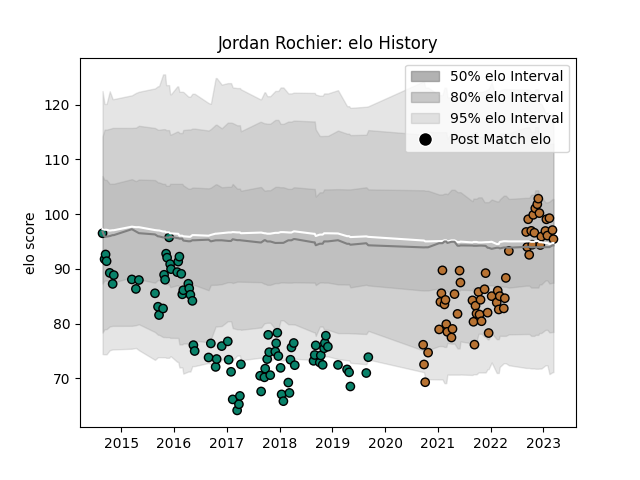 Jordan Rochier: elo History
50% elo Interval
80% elo Interval
95% elo Interval
Post Match elo
elo score
120
110
100
90
80
70
2015 2016 2017 2018 2019 2020 2021 2022 2023